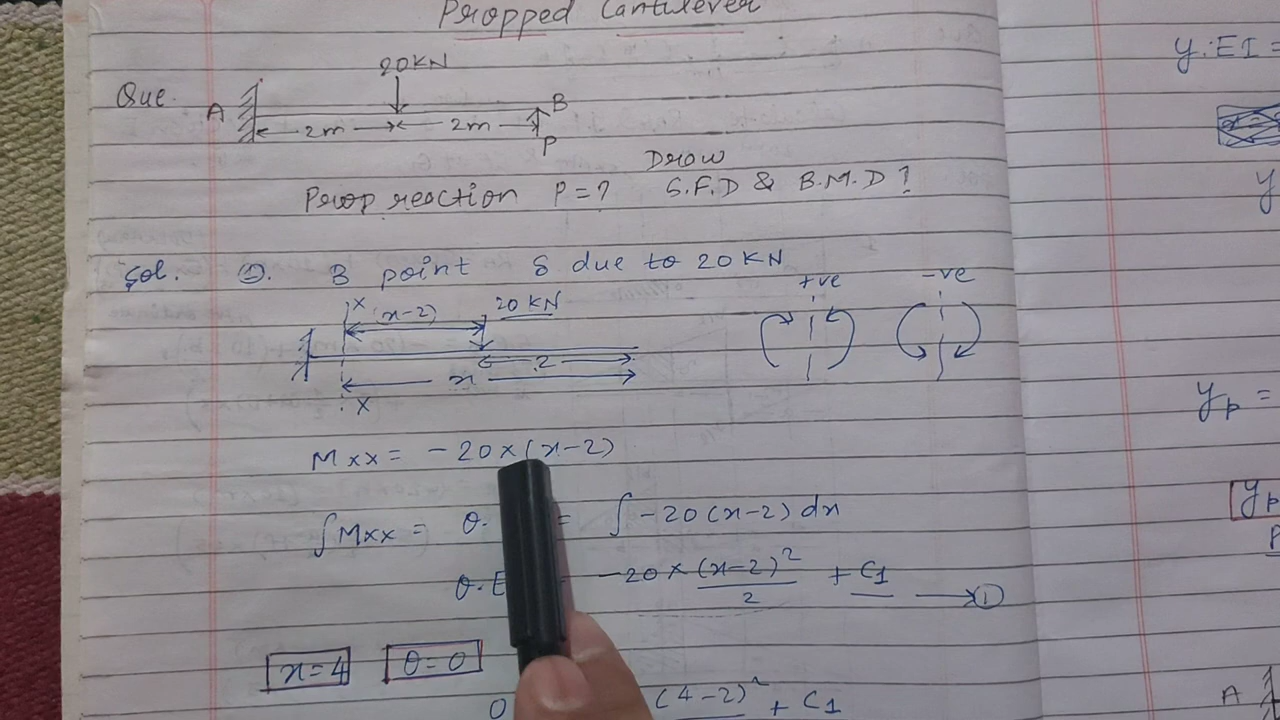 Propped Cantilever
20KN
Que. A B
2m 2m
P
Draw
Prop reaction P=? S.F.D & B.M.D ?
Sol. ①. B point δ due to 20KN
x (x-2) 20 KN +ve -ve
2
x
x
Mxx = -20×(x-2)
∫Mxx = θ. = ∫-20(x-2) dx
θ.E -20×(x-2)²/2 + C1 → ①
x=4 θ=0
0 (4-2)² + C1
y.EI =
y
yp =
yp
P
A